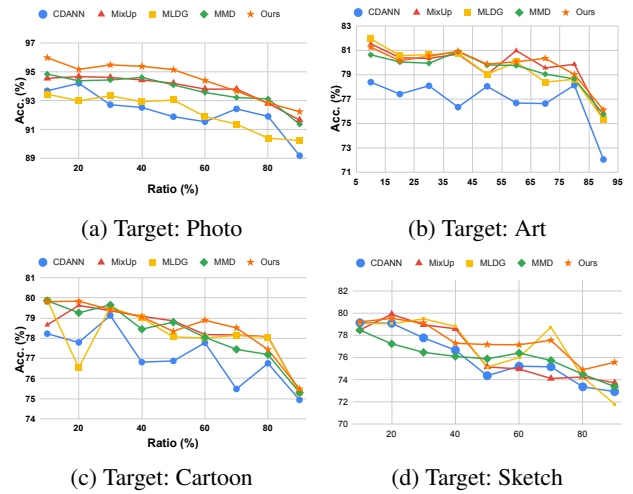 CDANN MixUp MLDG MMD Ours
97
95
93
91
89
Acc. (%)
20 40 60 80
Ratio (%)
(a) Target: Photo
CDANN MixUp MLDG MMD Ours
83
81
79
77
75
73
71
Acc. (%)
5 15 25 35 45 55 65 75 85 95
(b) Target: Art
CDANN MixUp MLDG MMD Ours
81
80
79
78
77
76
75
74
Acc. (%)
20 40 60 80
Ratio (%)
(c) Target: Cartoon
CDANN MixUp MLDG MMD Ours
82
80
78
76
74
72
70
20 40 60 80
(d) Target: Sketch